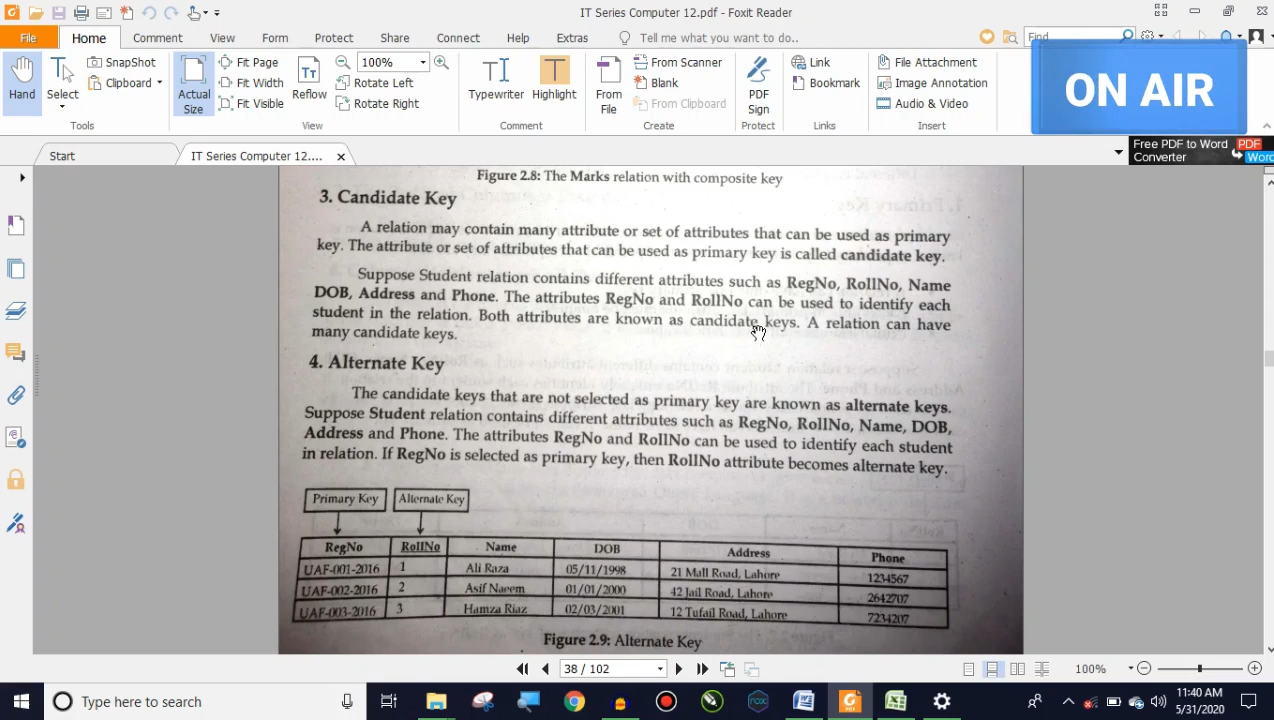 IT Series Computer 12.pdf - Foxit Reader
File Home Comment View Form Protect Share Connect Help Extras Tell me what you want to do.. Find
Hand
Select
SnapShot
Clipboard
Tools
Actual
Size
Fit Page
Fit Width
Fit Visible
Reflow
100%
Rotate Left
Rotate Right
View
Typewriter
Highlight
Comment
From
File
From Scanner
Blank
From Clipboard
Create
PDF
Sign
Protect
Link
Bookmark
Links
File Attachment
Image Annotation
Audio & Video
Insert
ON AIR
Start
IT Series Computer 12....
Free PDF to Word
Converter
PDF
Word
Figure 2.8: The Marks relation with composite key
3. Candidate Key
A relation may contain many attribute or set of attributes that can be used as primary
key. The attribute or set of attributes that can be used as primary key is called candidate key.
Suppose Student relation contains different attributes such as RegNo, RollNo, Name
DOB, Address and Phone. The attributes RegNo and RollNo can be used to identify each
student in the relation. Both attributes are known as candidate keys. A relation can have
many candidate keys.
4. Alternate Key
The candidate keys that are not selected as primary key are known as alternate keys.
Suppose Student relation contains different attributes such as RegNo, RollNo, Name, DOB,
Address and Phone. The attributes RegNo and RollNo can be used to identify each student
in relation. If RegNo is selected as primary key, then RollNo attribute becomes alternate key.
Primary Key Alternate Key
RegNo RollNo Name DOB Address Phone
UAF-001-2016 1 Ali Raza 05/11/1998 21 Mall Road, Lahore 1234567
UAF-002-2016 2 Asif Naeem 01/01/2000 42 Jail Road, Lahore 2642707
UAF-003-2016 3 Hamza Riaz 02/03/2001 12 Tufail Road, Lahore 7234207
Figure 2.9: Alternate Key
38 / 102
100%
Type here to search
11:40 AM
5/31/2020